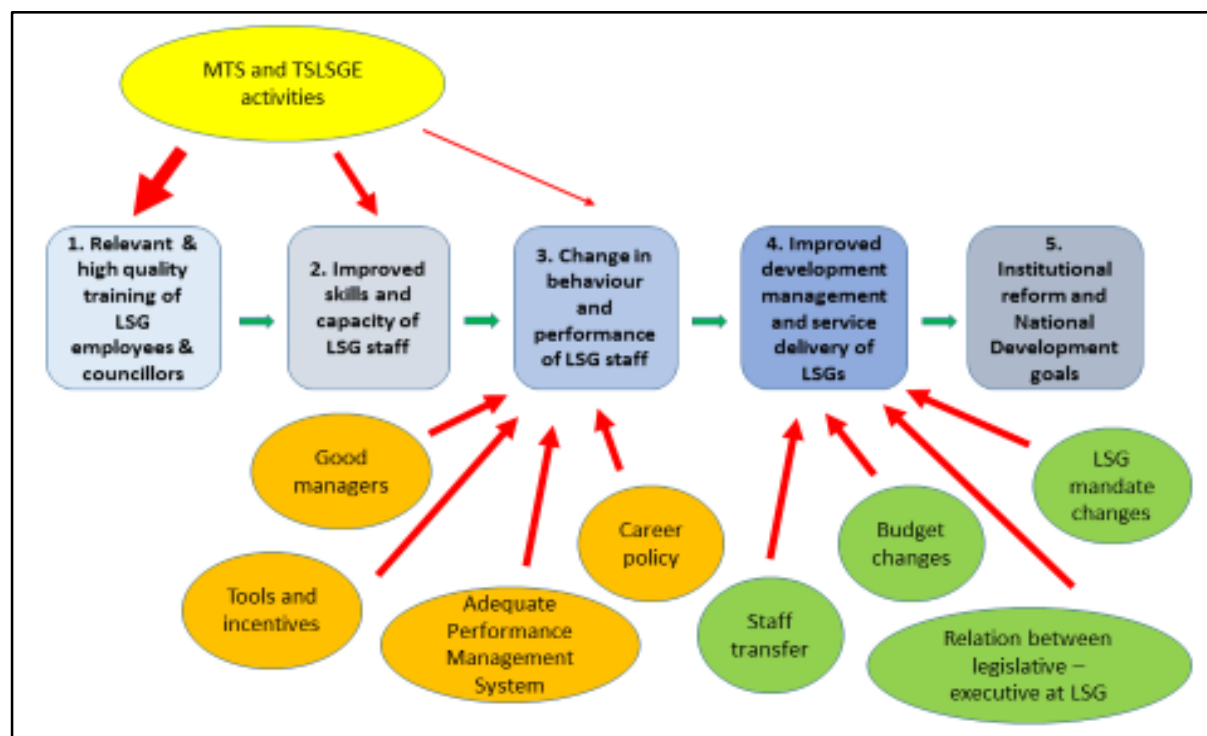 MTS and TSLSGE
activities
1. Relevant &
high quality
training of
LSG
employees &
councillors
2. Improved
skills and
capacity of
LSG staff
3. Change in
behaviour
and
performance
of LSG staff
4. Improved
development
management
and service
delivery of
LSGs
5.
Institutional
reform and
National
Development
goals
Good
managers
Career
policy
Tools and
incentives
Adequate
Performance
Management
System
Staff
transfer
Budget
changes
LSG
mandate
changes
Relation between
legislative –
executive at LSG